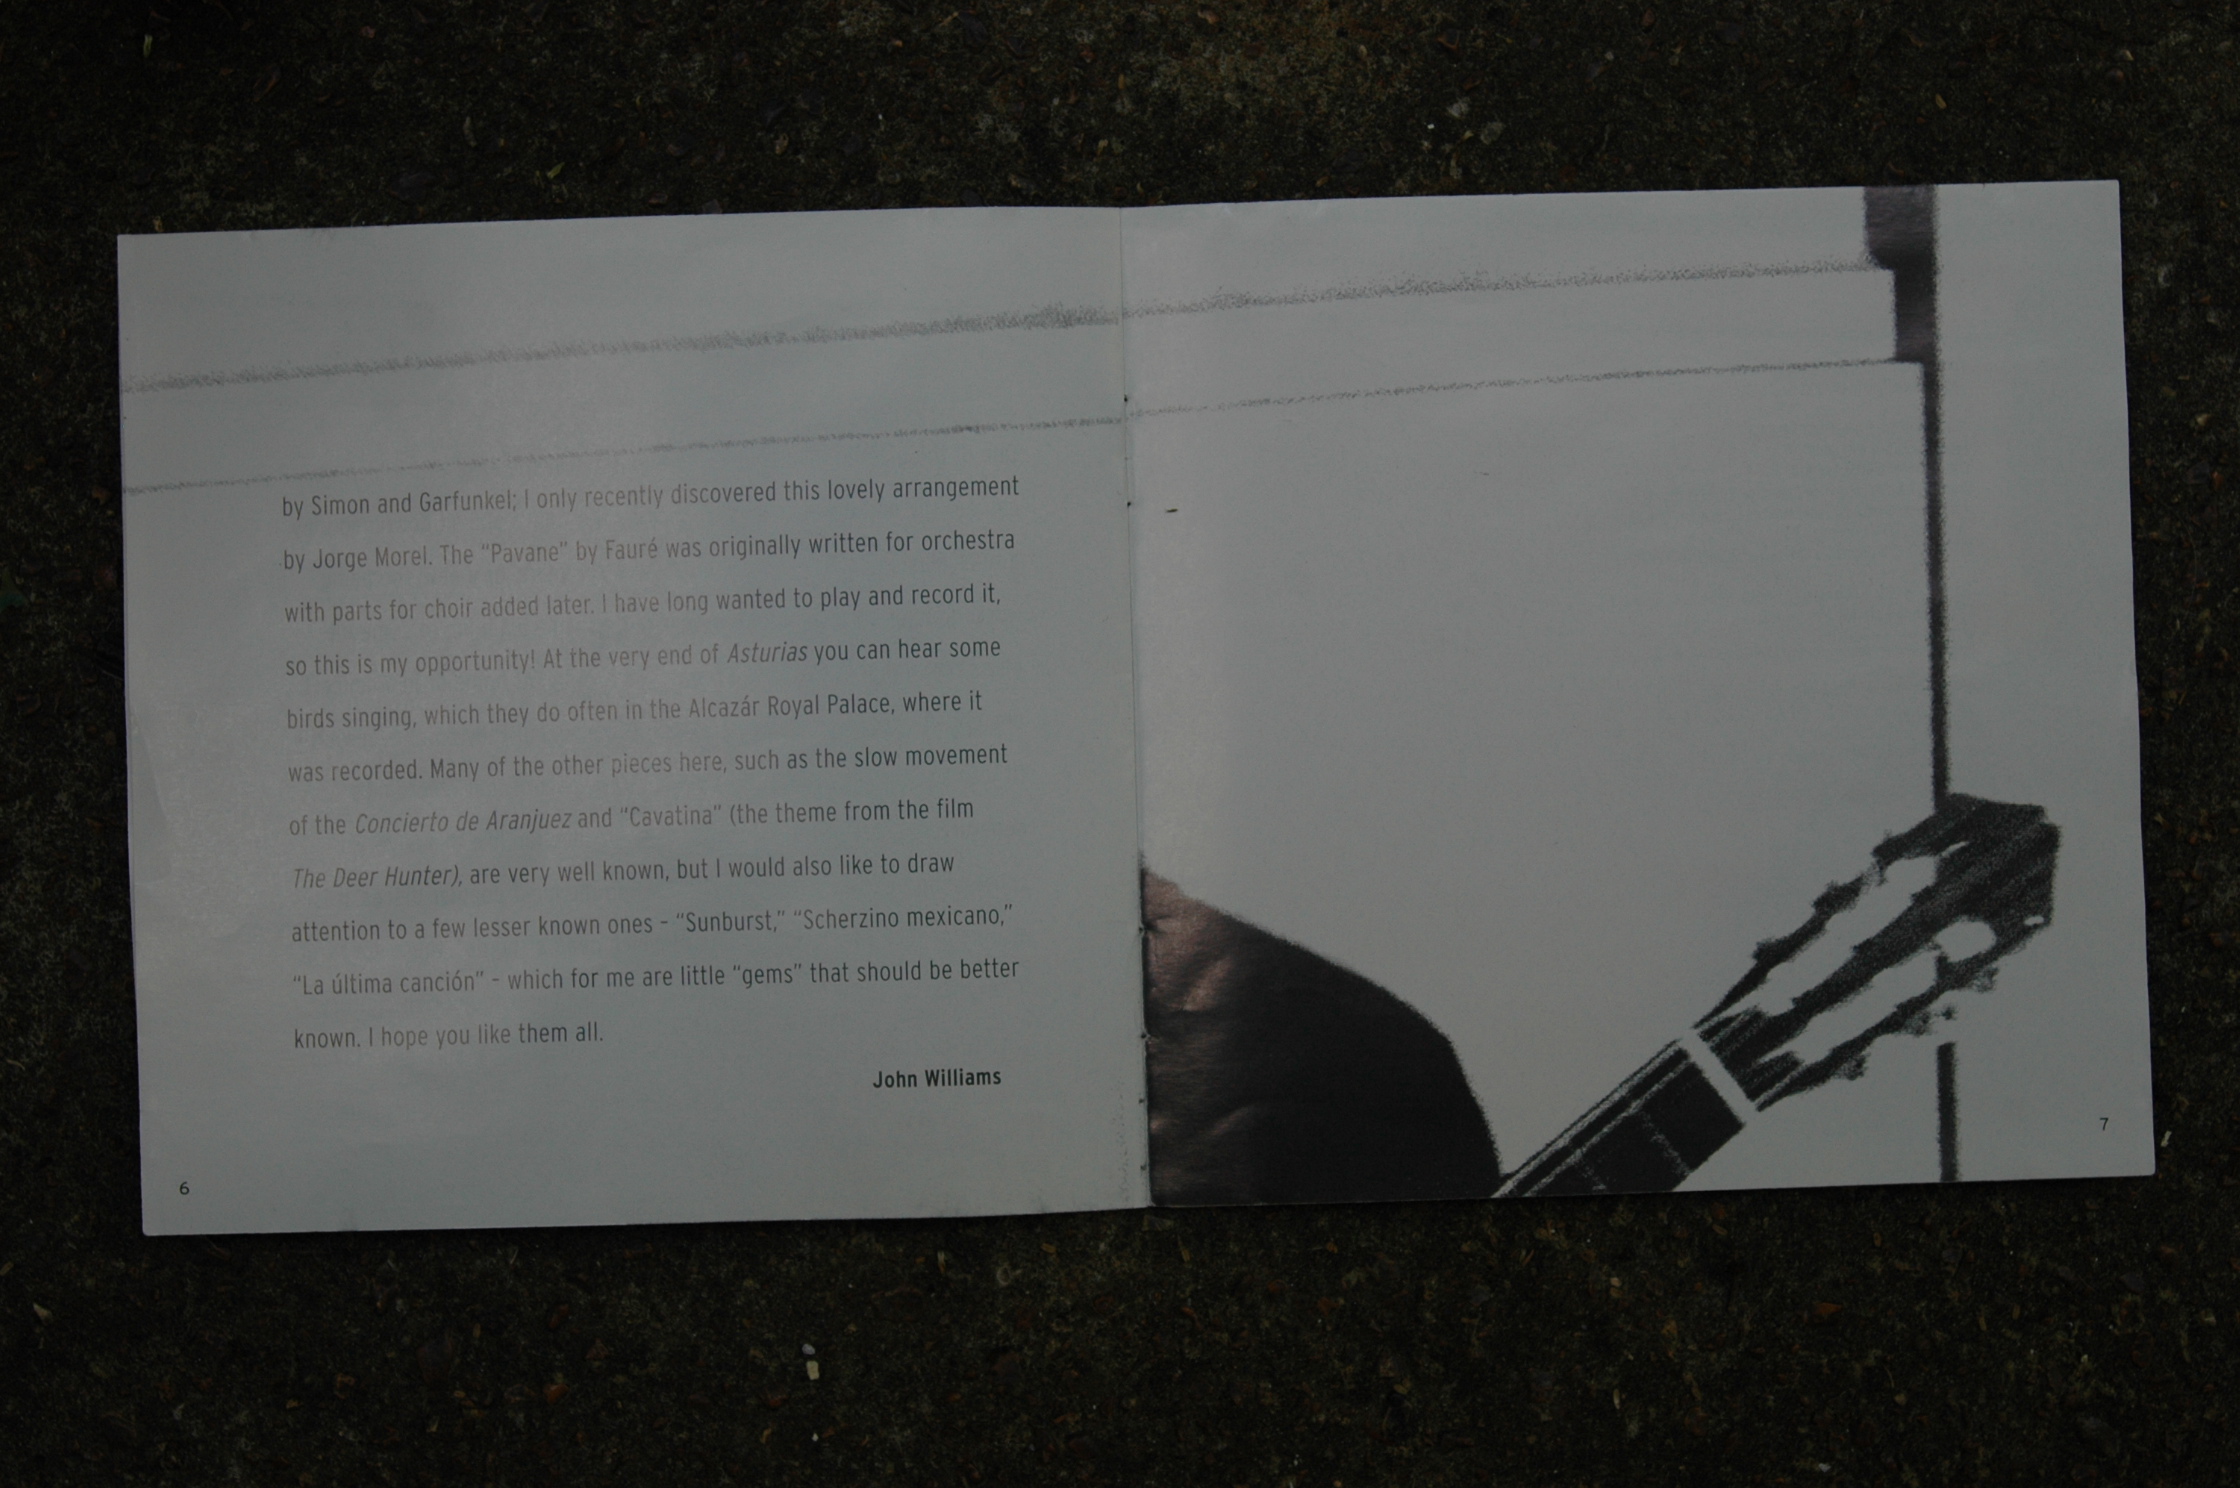 by Simon and Garfunkel; I only recently discovered this lovely arrangement
by Jorge Morel. The “Pavane” by Fauré was originally written for orchestra
with parts for choir added later. I have long wanted to play and record it,
so this is my opportunity! At the very end of Asturias you can hear some
birds singing, which they do often in the Alcazár Royal Palace, where it
was recorded. Many of the other pieces here, such as the slow movement
of the Concierto de Aranjuez and “Cavatina” (the theme from the film
The Deer Hunter), are very well known, but I would also like to draw
attention to a few lesser known ones – “Sunburst,” “Scherzino mexicano,”
“La última canción” – which for me are little “gems” that should be better
known. I hope you like them all.
John Williams
6
7